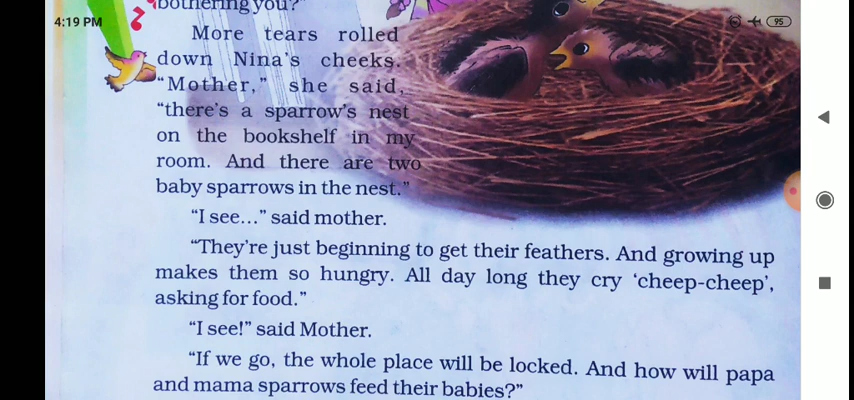 bothering you?"
4:19 PM
95
More tears rolled
down Nina's cheeks.
"Mother," she said,
"there's a sparrow's nest
on the bookshelf in my
room. And there are two
baby sparrows in the nest."
"I see..." said mother.
"They're just beginning to get their feathers. And growing up
makes them so hungry. All day long they cry 'cheep-cheep',
asking for food."
"I see!" said Mother.
"If we go, the whole place will be locked. And how will papa
and mama sparrows feed their babies?"